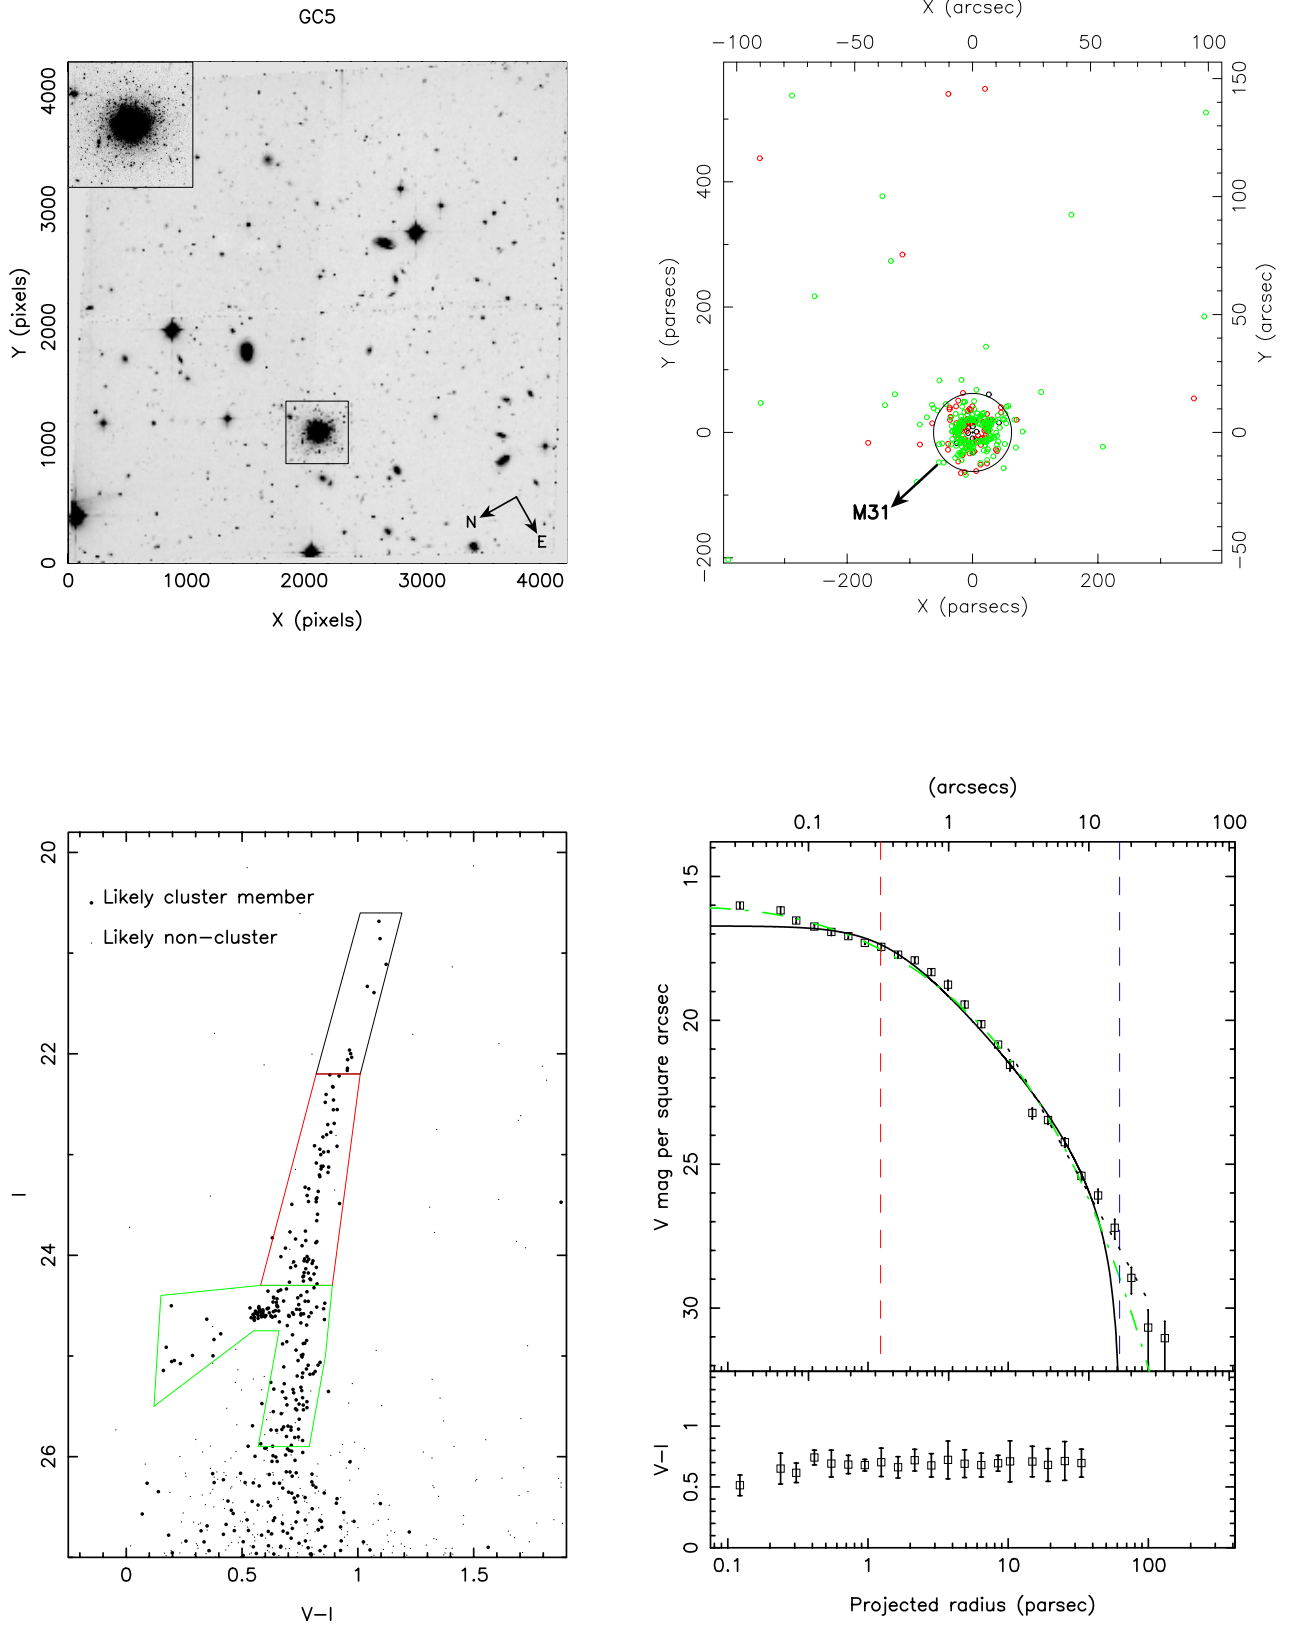 GC5
X (arcsec)
−100 −50 0 50 100
4000
3000
2000
1000
0
Y (pixels)
N
E
0 1000 2000 3000 4000
X (pixels)
400
200
0
−200
Y (parsecs)
150
100
50
0
−50
Y (arcsec)
M31
−200 0 200
X (parsecs)
20
22
24
26
I
Likely cluster member
Likely non−cluster
0 0.5 1 1.5
V−I
(arcsecs)
0.1 1 10 100
15
20
25
30
V mag per square arcsec
1
0.5
0
V−I
0.1 1 10 100
Projected radius (parsec)